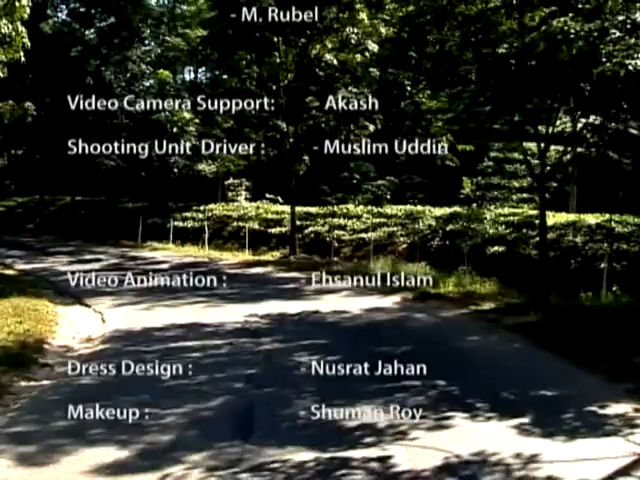 - M. Rubel
Video Camera Support: - Akash
Shooting Unit Driver : - Muslim Uddin
Video Animation : - Ehsanul Islam
Dress Design : - Nusrat Jahan
Makeup : - Shuman Roy